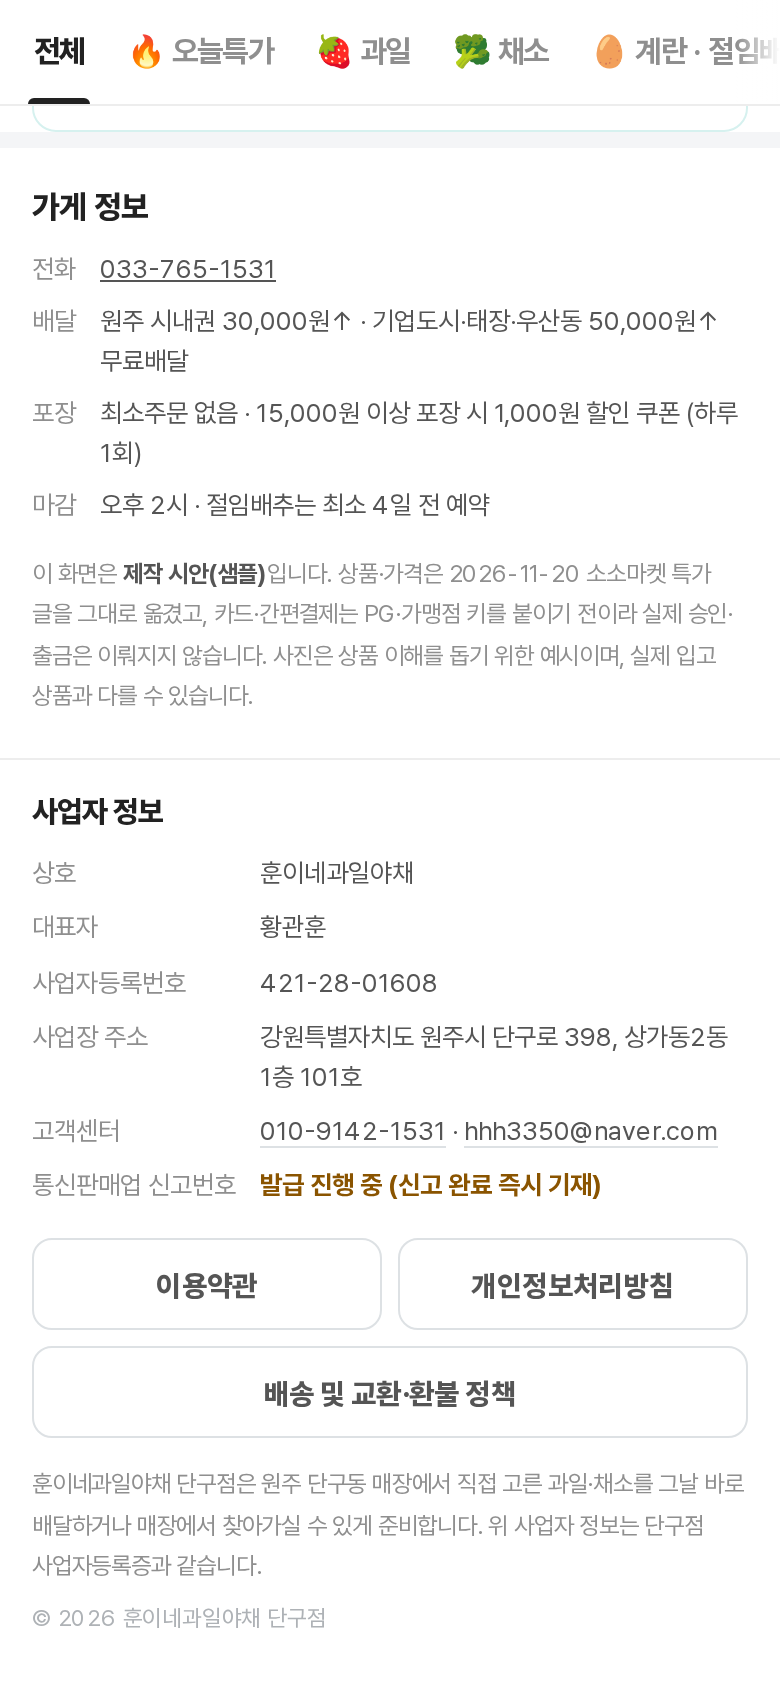 전체 오늘특가 과일 채소 계란 · 절임배
가게 정보
전화 033-765-1531
배달 원주 시내권 30,000원↑ · 기업도시·태장·우산동 50,000원↑
무료배달
포장 최소주문 없음 · 15,000원 이상 포장 시 1,000원 할인 쿠폰 (하루
1회)
마감 오후 2시 · 절임배추는 최소 4일 전 예약
이 화면은 제작 시안(샘플)입니다. 상품·가격은 2026-11-20 소소마켓 특가
글을 그대로 옮겼고, 카드·간편결제는 PG·가맹점 키를 붙이기 전이라 실제 승인·
출금은 이뤄지지 않습니다. 사진은 상품 이해를 돕기 위한 예시이며, 실제 입고
상품과 다를 수 있습니다.
사업자 정보
상호 훈이네과일야채
대표자 황관훈
사업자등록번호 421-28-01608
사업장 주소 강원특별자치도 원주시 단구로 398, 상가동2동
1층 101호
고객센터 010-9142-1531 · hhh3350@naver.com
통신판매업 신고번호 발급 진행 중 (신고 완료 즉시 기재)
이용약관 개인정보처리방침
배송 및 교환·환불 정책
훈이네과일야채 단구점은 원주 단구동 매장에서 직접 고른 과일·채소를 그날 바로
배달하거나 매장에서 찾아가실 수 있게 준비합니다. 위 사업자 정보는 단구점
사업자등록증과 같습니다.
© 2026 훈이네과일야채 단구점